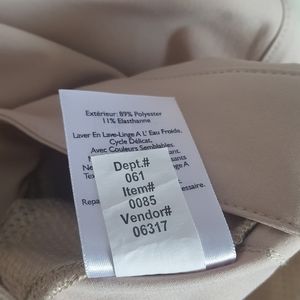 Extérieur: 89% Polyester
11% Elasthanne
Laver En Lave-Linge A L' Eau Froide,
Cycle Délicat.
Avec Couleurs Semblables.
Dept.#
061
Item#
0085
Vendor#
06317